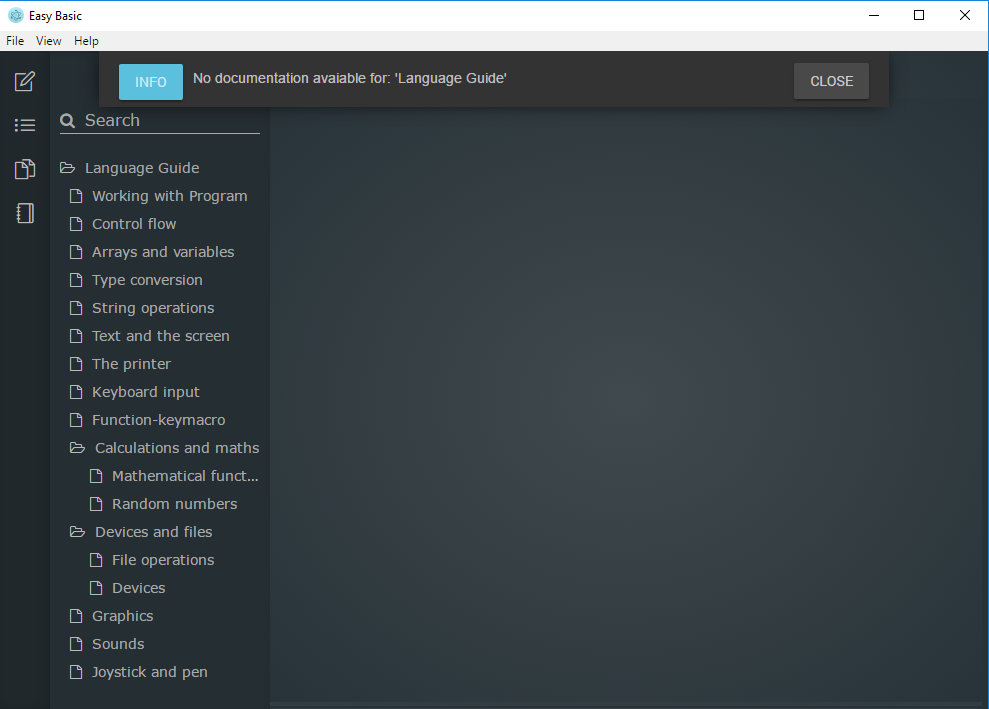 Easy Basic
File View Help
INFO No documentation avaiable for: 'Language Guide' CLOSE
Search
Language Guide
Working with Program
Control flow
Arrays and variables
Type conversion
String operations
Text and the screen
The printer
Keyboard input
Function-keymacro
Calculations and maths
Mathematical funct...
Random numbers
Devices and files
File operations
Devices
Graphics
Sounds
Joystick and pen